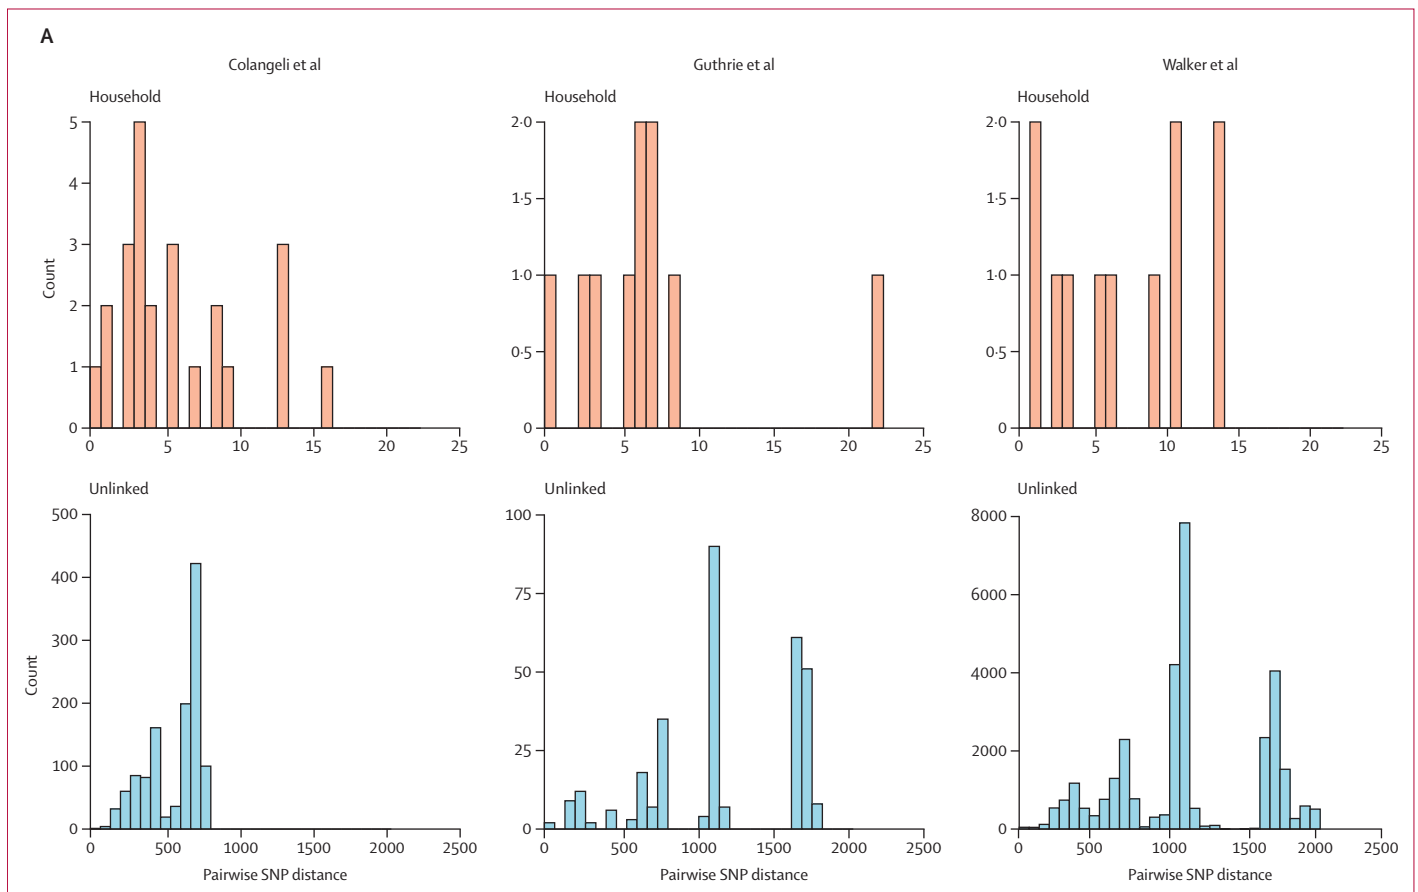 A
Colangeli et al
Guthrie et al
Walker et al
Household
Household
Household
5
4
3
2
1
0
Count
0 5 10 15 20 25
2·0
1·5
1·0
0·5
0
0 5 10 15 20 25
2·0
1·5
1·0
0·5
0
0 5 10 15 20 25
Unlinked
Unlinked
Unlinked
500
400
300
200
100
0
Count
0 500 1000 1500 2000 2500
Pairwise SNP distance
100
75
50
25
0
0 500 1000 1500 2000 2500
Pairwise SNP distance
8000
6000
4000
2000
0
0 500 1000 1500 2000 2500
Pairwise SNP distance